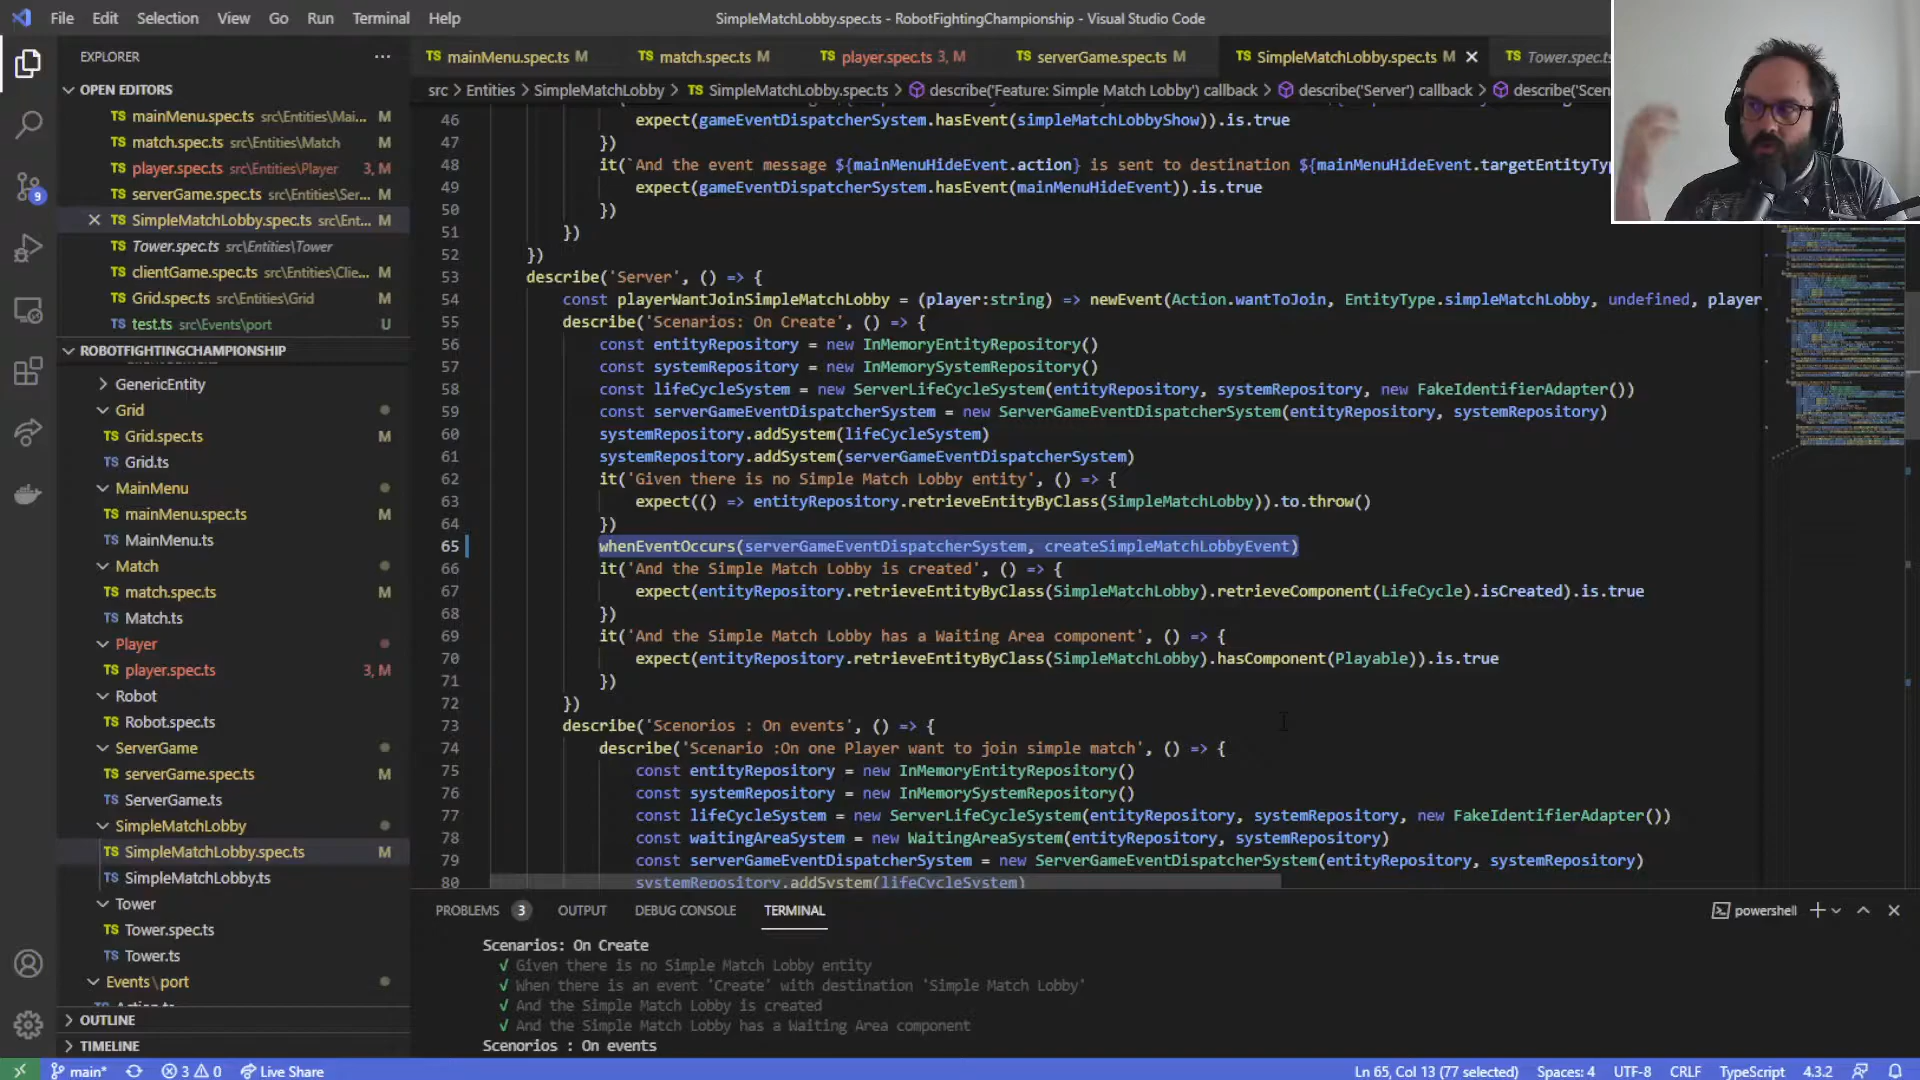 File Edit Selection View Go Run Terminal Help
SimpleMatchLobby.spec.ts - RobotFightingChampionship - Visual Studio Code
EXPLORER
TS mainMenu.spec.ts M TS match.spec.ts M TS player.spec.ts 3, M TS serverGame.spec.ts M TS SimpleMatchLobby.spec.ts M TS Tower.spec.ts
src > Entities > SimpleMatchLobby > TS SimpleMatchLobby.spec.ts > describe('Feature: Simple Match Lobby') callback > describe('Server') callback > describe('Scen
OPEN EDITORS
TS mainMenu.spec.ts src\Entities\Mai... M
TS match.spec.ts src\Entities\Match M
TS player.spec.ts src\Entities\Player 3, M
TS serverGame.spec.ts src\Entities\Ser... M
TS SimpleMatchLobby.spec.ts src\Ent... M
TS Tower.spec.ts src\Entities\Tower
TS clientGame.spec.ts src\Entities\Clie... M
TS Grid.spec.ts src\Entities\Grid M
TS test.ts src\Events\port U
ROBOTFIGHTINGCHAMPIONSHIP
GenericEntity
Grid
TS Grid.spec.ts M
TS Grid.ts
MainMenu
TS mainMenu.spec.ts M
TS MainMenu.ts
Match
TS match.spec.ts M
TS Match.ts
Player
TS player.spec.ts 3, M
Robot
TS Robot.spec.ts
ServerGame
TS serverGame.spec.ts M
TS ServerGame.ts
SimpleMatchLobby
TS SimpleMatchLobby.spec.ts M
TS SimpleMatchLobby.ts
Tower
TS Tower.spec.ts
TS Tower.ts
Events\port
OUTLINE
TIMELINE
9
46 expect(gameEventDispatcherSystem.hasEvent(simpleMatchLobbyShow)).is.true
47 })
48 it(`And the event message ${mainMenuHideEvent.action} is sent to destination ${mainMenuHideEvent.targetEntityTyp
49 expect(gameEventDispatcherSystem.hasEvent(mainMenuHideEvent)).is.true
50 })
51 })
52 })
53 describe('Server', () => {
54 const playerWantJoinSimpleMatchLobby = (player:string) => newEvent(Action.wantToJoin, EntityType.simpleMatchLobby, undefined, player
55 describe('Scenarios: On Create', () => {
56 const entityRepository = new InMemoryEntityRepository()
57 const systemRepository = new InMemorySystemRepository()
58 const lifeCycleSystem = new ServerLifeCycleSystem(entityRepository, systemRepository, new FakeIdentifierAdapter())
59 const serverGameEventDispatcherSystem = new ServerGameEventDispatcherSystem(entityRepository, systemRepository)
60 systemRepository.addSystem(lifeCycleSystem)
61 systemRepository.addSystem(serverGameEventDispatcherSystem)
62 it('Given there is no Simple Match Lobby entity', () => {
63 expect(() => entityRepository.retrieveEntityByClass(SimpleMatchLobby)).to.throw()
64 })
65 whenEventOccurs(serverGameEventDispatcherSystem, createSimpleMatchLobbyEvent)
66 it('And the Simple Match Lobby is created', () => {
67 expect(entityRepository.retrieveEntityByClass(SimpleMatchLobby).retrieveComponent(LifeCycle).isCreated).is.true
68 })
69 it('And the Simple Match Lobby has a Waiting Area component', () => {
70 expect(entityRepository.retrieveEntityByClass(SimpleMatchLobby).hasComponent(Playable)).is.true
71 })
72 })
73 describe('Scenorios : On events', () => {
74 describe('Scenario :On one Player want to join simple match', () => {
75 const entityRepository = new InMemoryEntityRepository()
76 const systemRepository = new InMemorySystemRepository()
77 const lifeCycleSystem = new ServerLifeCycleSystem(entityRepository, systemRepository, new FakeIdentifierAdapter())
78 const waitingAreaSystem = new WaitingAreaSystem(entityRepository, systemRepository)
79 const serverGameEventDispatcherSystem = new ServerGameEventDispatcherSystem(entityRepository, systemRepository)
80 systemRepository.addSystem(lifeCycleSystem)
PROBLEMS 3 OUTPUT DEBUG CONSOLE TERMINAL
powershell
Scenarios: On Create
√ Given there is no Simple Match Lobby entity
√ When there is an event 'Create' with destination 'Simple Match Lobby'
√ And the Simple Match Lobby is created
√ And the Simple Match Lobby has a Waiting Area component
Scenorios : On events
main* 3 0 Live Share
Ln 65, Col 13 (77 selected) Spaces: 4 UTF-8 CRLF TypeScript 4.3.2